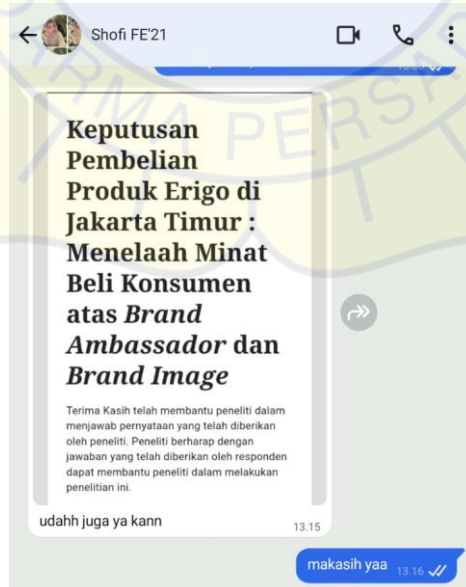 Shofi FE'21
Keputusan
Pembelian
Produk Erigo di
Jakarta Timur :
Menelaah Minat
Beli Konsumen
atas Brand
Ambassador dan
Brand Image
Terima Kasih telah membantu peneliti dalam
menjawab pernyataan yang telah diberikan
oleh peneliti. Peneliti berharap dengan
jawaban yang telah diberikan oleh responden
dapat membantu peneliti dalam melakukan
penelitian ini.
udahh juga ya kann 13.15
makasih yaa 13.16